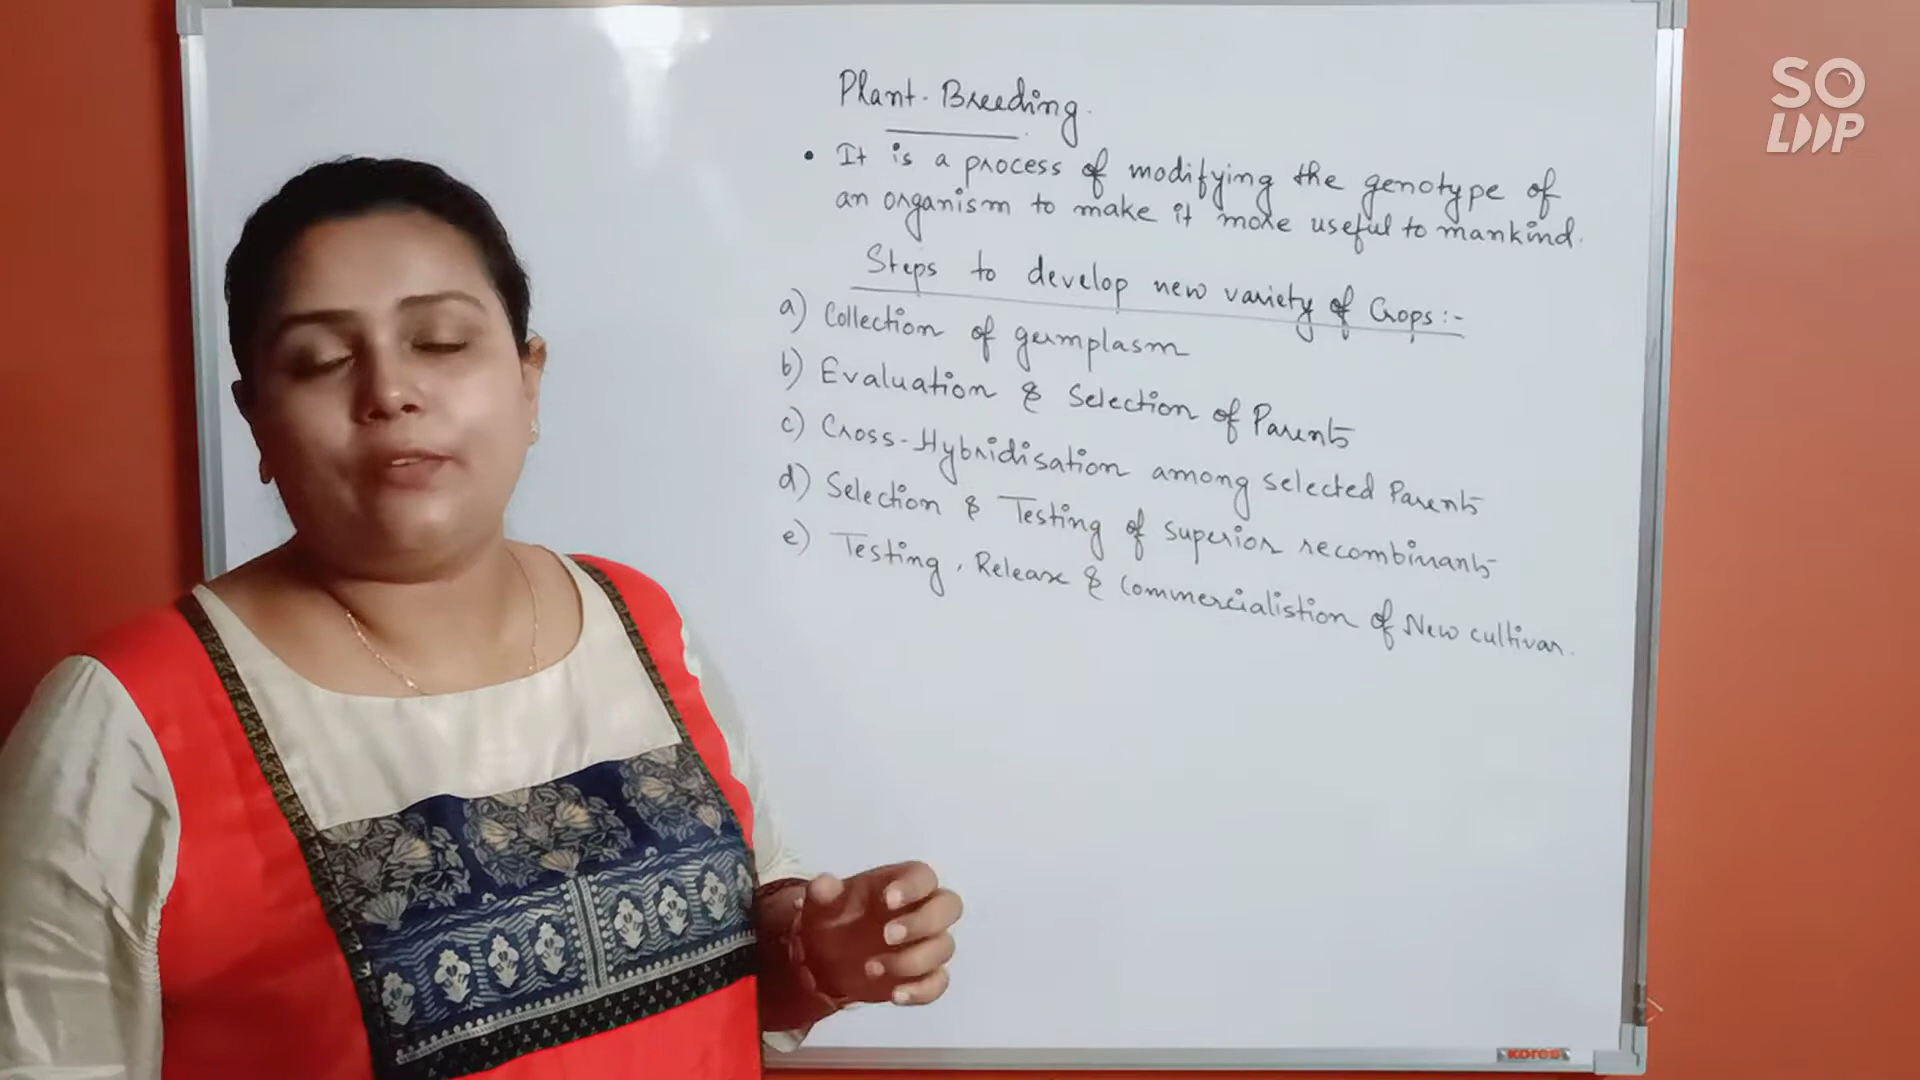 Plant-Breeding.
• It is a process of modifying the genotype of
an organism to make it more useful to mankind.
Steps to develop new variety of Crops:-
a) Collection of germplasm
b) Evaluation & Selection of Parents
c) Cross-Hybridisation among selected Parents
d) Selection & Testing of superior recombinants
e) Testing, Release & Commercialistion of New cultivar.
SO
LOOP
kores